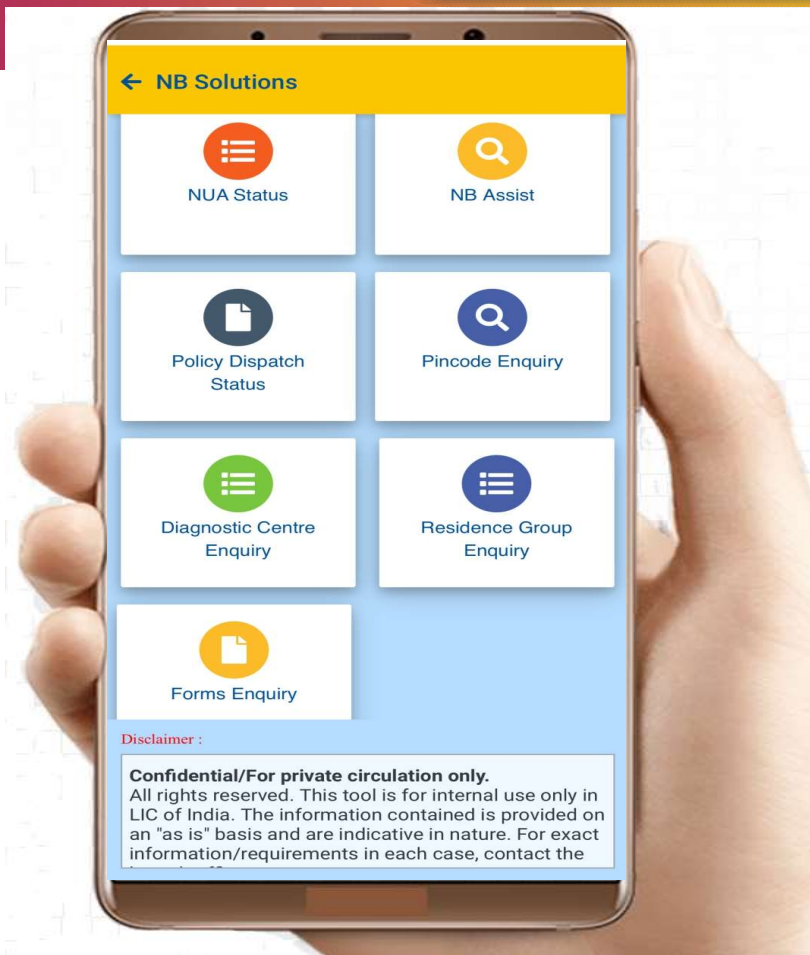 NB Solutions
NUA Status
NB Assist
Policy Dispatch
Status
Pincode Enquiry
Diagnostic Centre
Enquiry
Residence Group
Enquiry
Forms Enquiry
Disclaimer :
Confidential/For private circulation only.
All rights reserved. This tool is for internal use only in
LIC of India. The information contained is provided on
an "as is" basis and are indicative in nature. For exact
information/requirements in each case, contact the